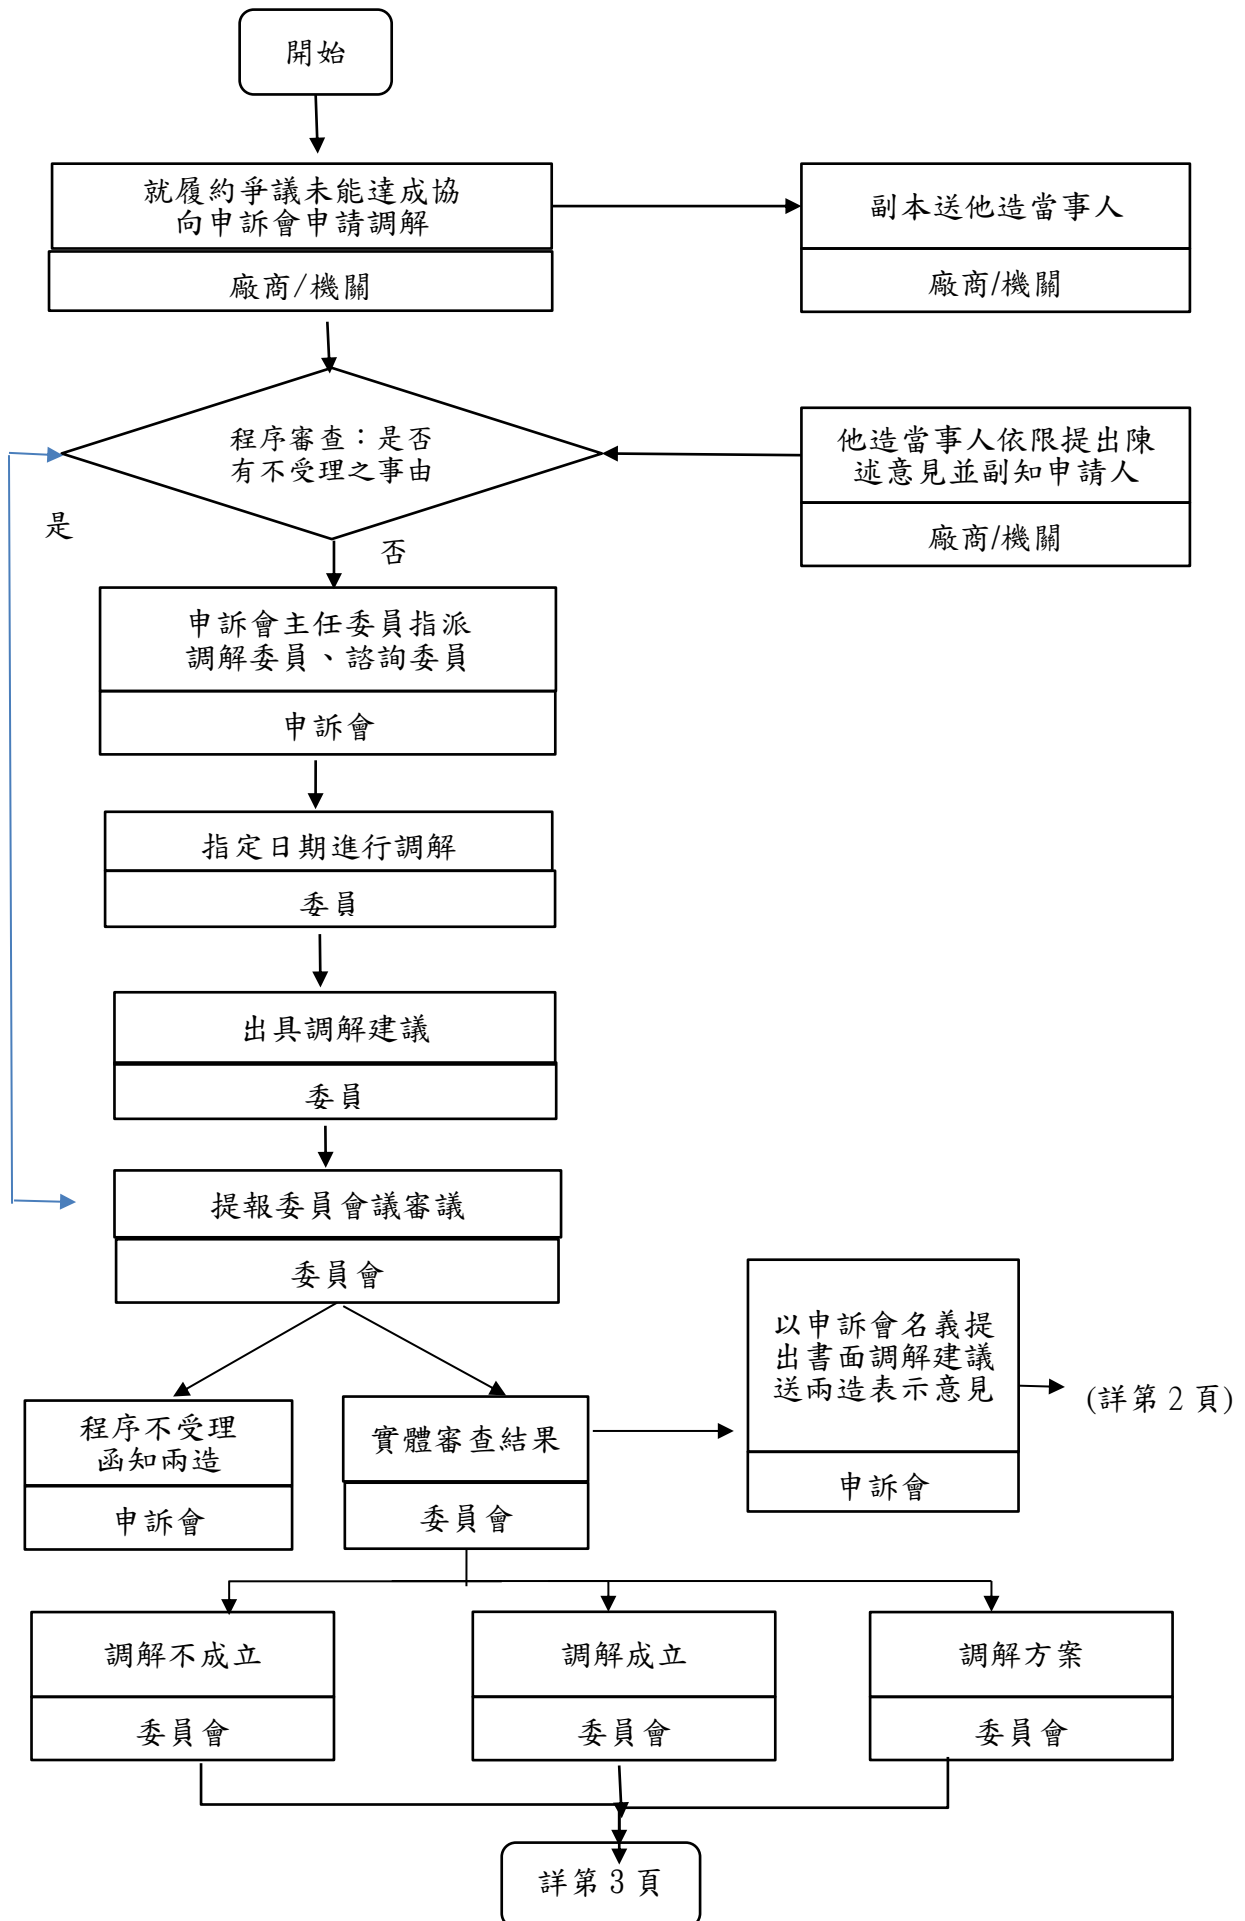 開始
就履約爭議未能達成協
向申訴會申請調解
廠商/機關
副本送他造當事人
廠商/機關
程序審查：是否
有不受理之事由
他造當事人依限提出陳
述意見並副知申請人
廠商/機關
是
否
申訴會主任委員指派
調解委員、諮詢委員
申訴會
指定日期進行調解
委員
出具調解建議
委員
提報委員會議審議
委員會
以申訴會名義提
出書面調解建議
送兩造表示意見
申訴會
(詳第 2 頁)
程序不受理
函知兩造
申訴會
實體審查結果
委員會
調解不成立
委員會
調解成立
委員會
調解方案
委員會
詳第 3 頁